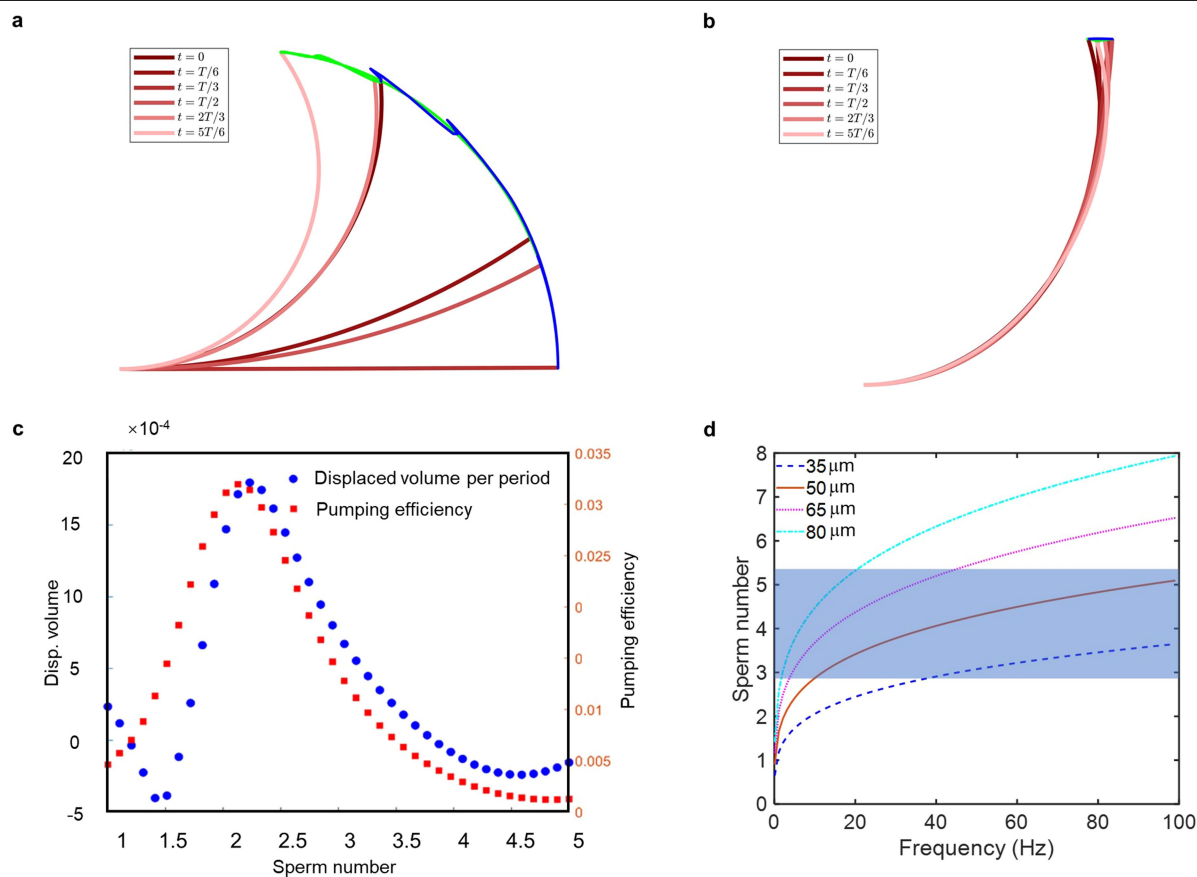 a
t = 0
t = T/6
t = T/3
t = T/2
t = 2T/3
t = 5T/6
b
t = 0
t = T/6
t = T/3
t = T/2
t = 2T/3
t = 5T/6
c
×10⁻⁴
20
15
10
5
0
-5
Disp. volume
Displaced volume per period
Pumping efficiency
0.035
0.03
0.025
0
0
0.01
0.005
0
Pumping efficiency
1 1.5 2 2.5 3 3.5 4 4.5 5
Sperm number
d
8
7
6
5
4
3
2
1
0
Sperm number
35 μm
50 μm
65 μm
80 μm
0 20 40 60 80 100
Frequency (Hz)